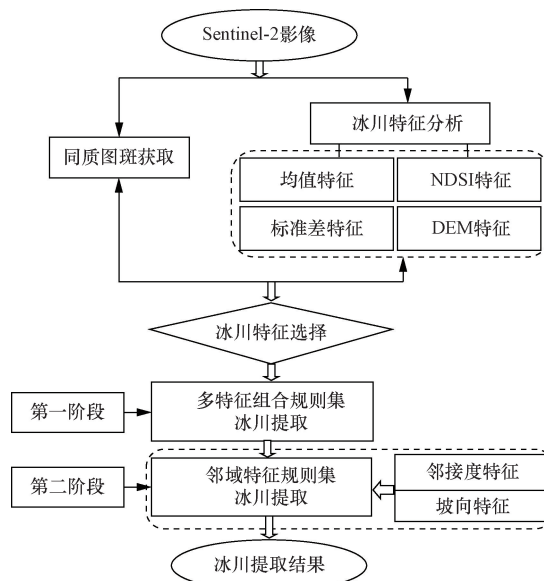 Sentinel-2影像
冰川特征分析
同质图斑获取
均值特征
NDSI特征
标准差特征
DEM特征
冰川特征选择
第一阶段
多特征组合规则集
冰川提取
第二阶段
邻域特征规则集
冰川提取
邻接度特征
坡向特征
冰川提取结果